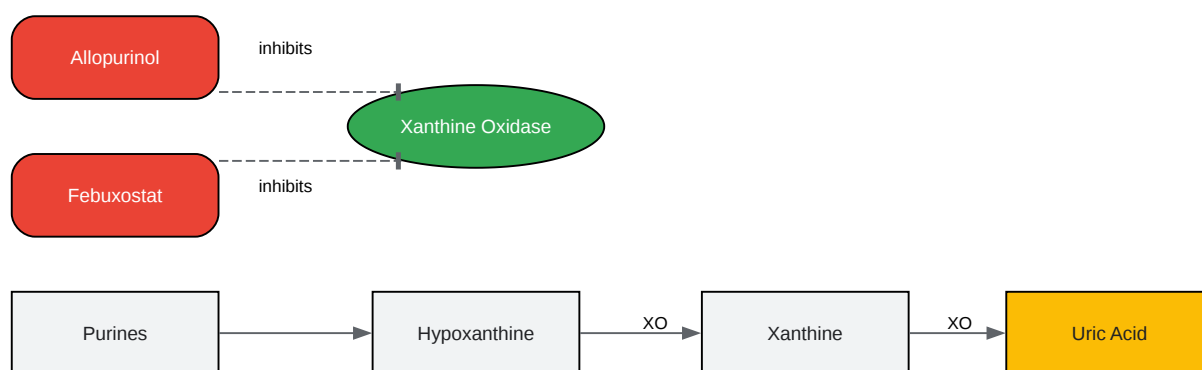 Allopurinol
inhibits
Xanthine Oxidase
Febuxostat
inhibits
Purines
Hypoxanthine
XO
Xanthine
XO
Uric Acid